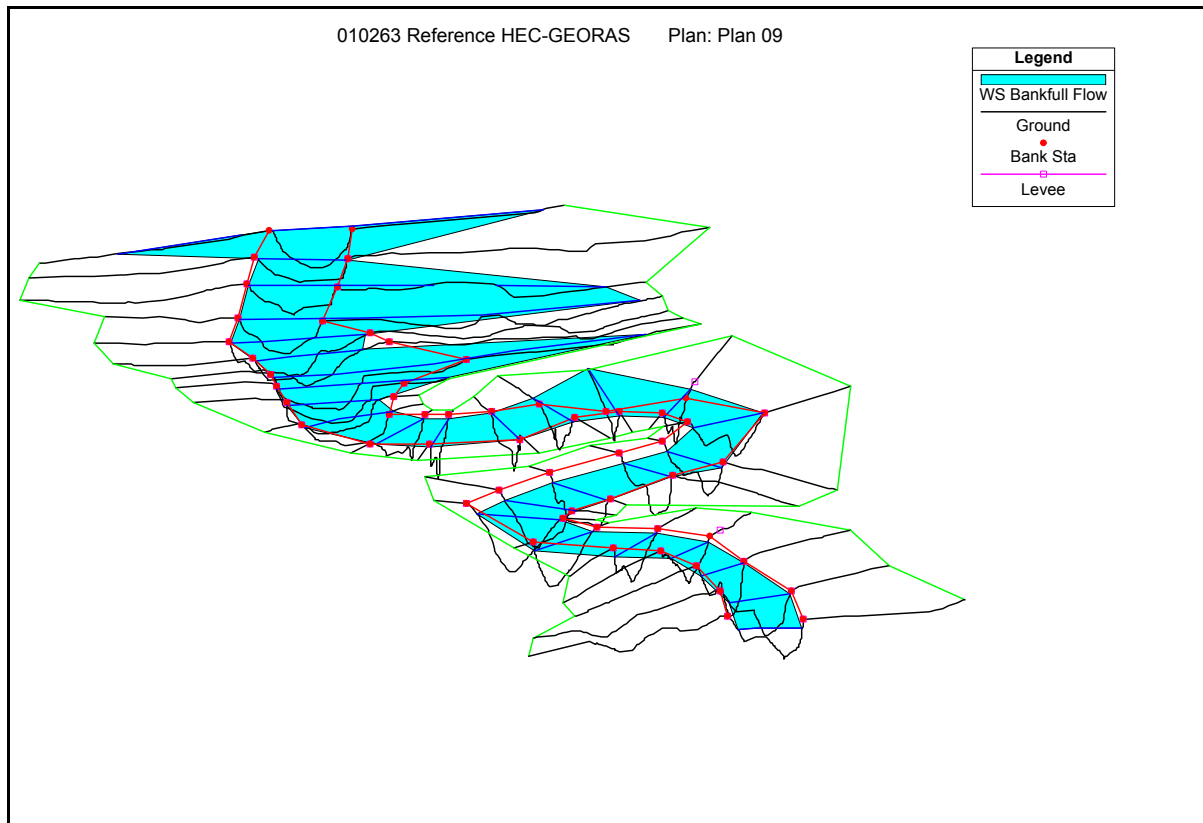 010263 Reference HEC-GEORAS Plan: Plan 09
Legend
WS Bankfull Flow
Ground
Bank Sta
Levee